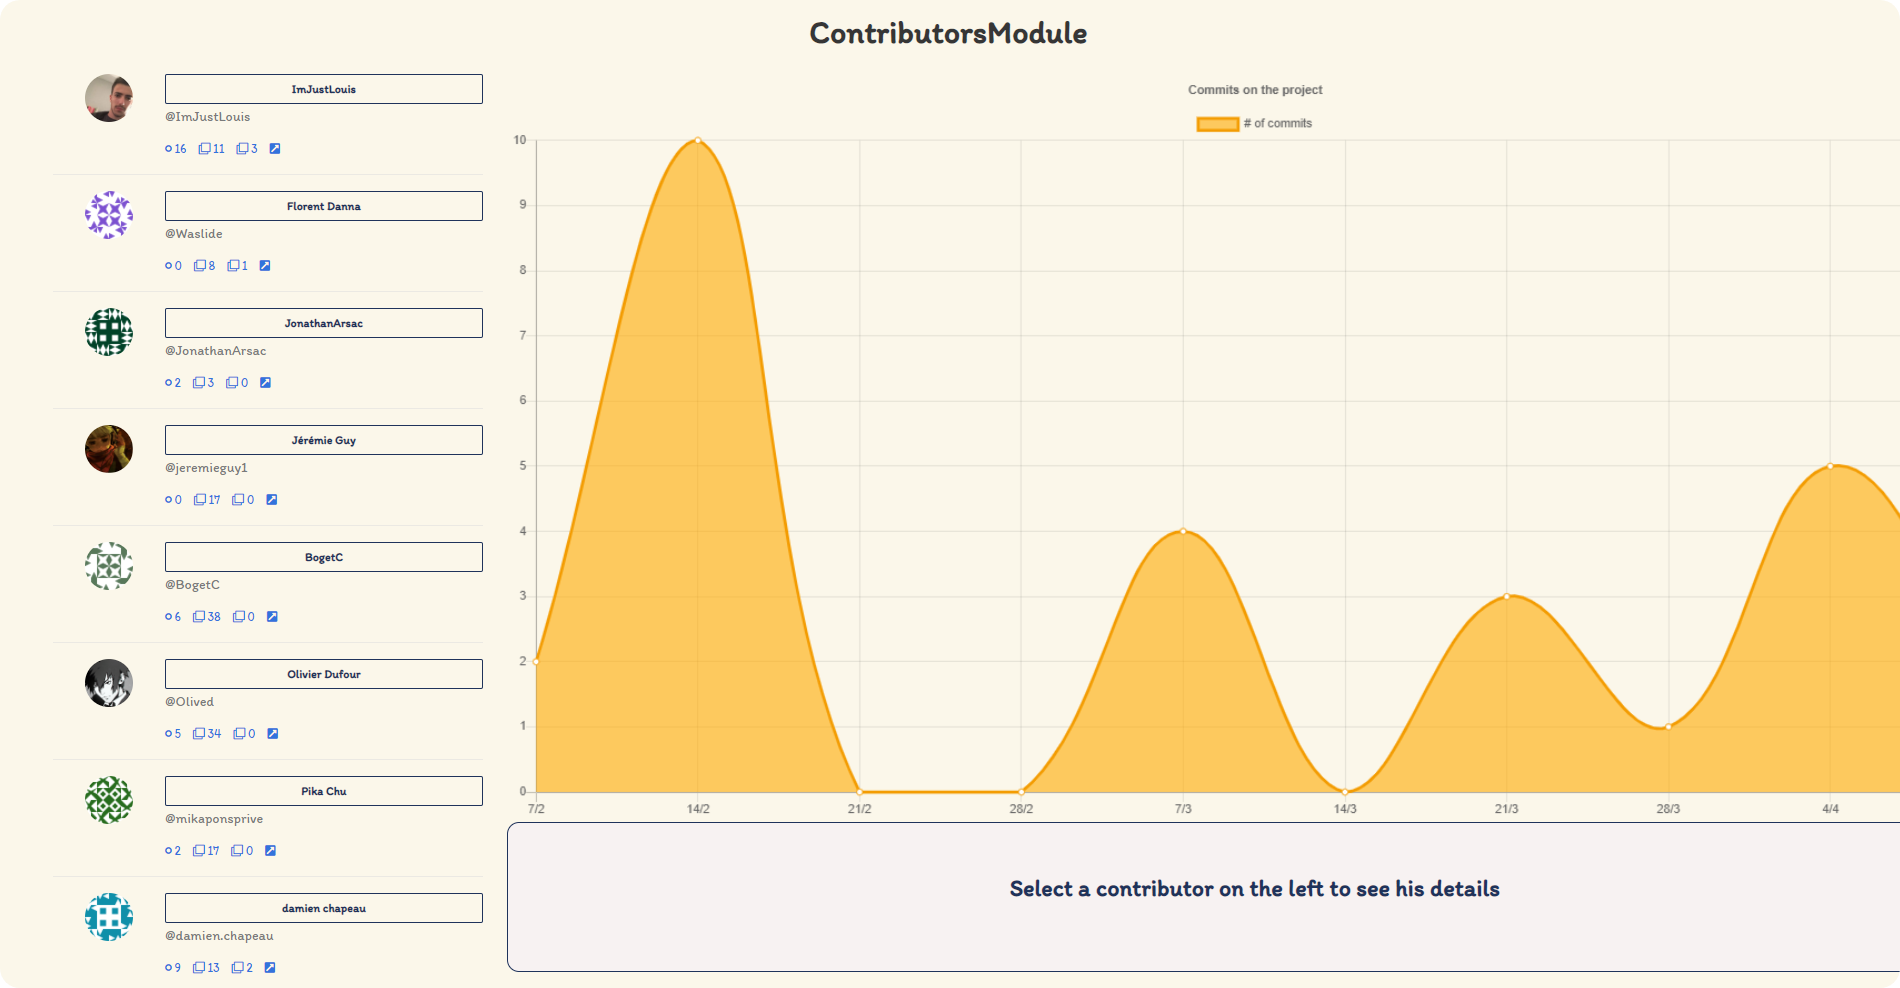 ContributorsModule
ImJustLouis
@ImJustLouis
16 11 3
Florent Danna
@Waslide
0 8 1
JonathanArsac
@JonathanArsac
2 3 0
Jérémie Guy
@jeremieguy1
0 17 0
BogetC
@BogetC
6 38 0
Olivier Dufour
@Olived
5 34 0
Pika Chu
@mikaponsprive
2 17 0
damien chapeau
@damien.chapeau
9 13 2
Commits on the project
# of commits
10
9
8
7
6
5
4
3
2
1
0
7/2 14/2 21/2 28/2 7/3 14/3 21/3 28/3 4/4
Select a contributor on the left to see his details